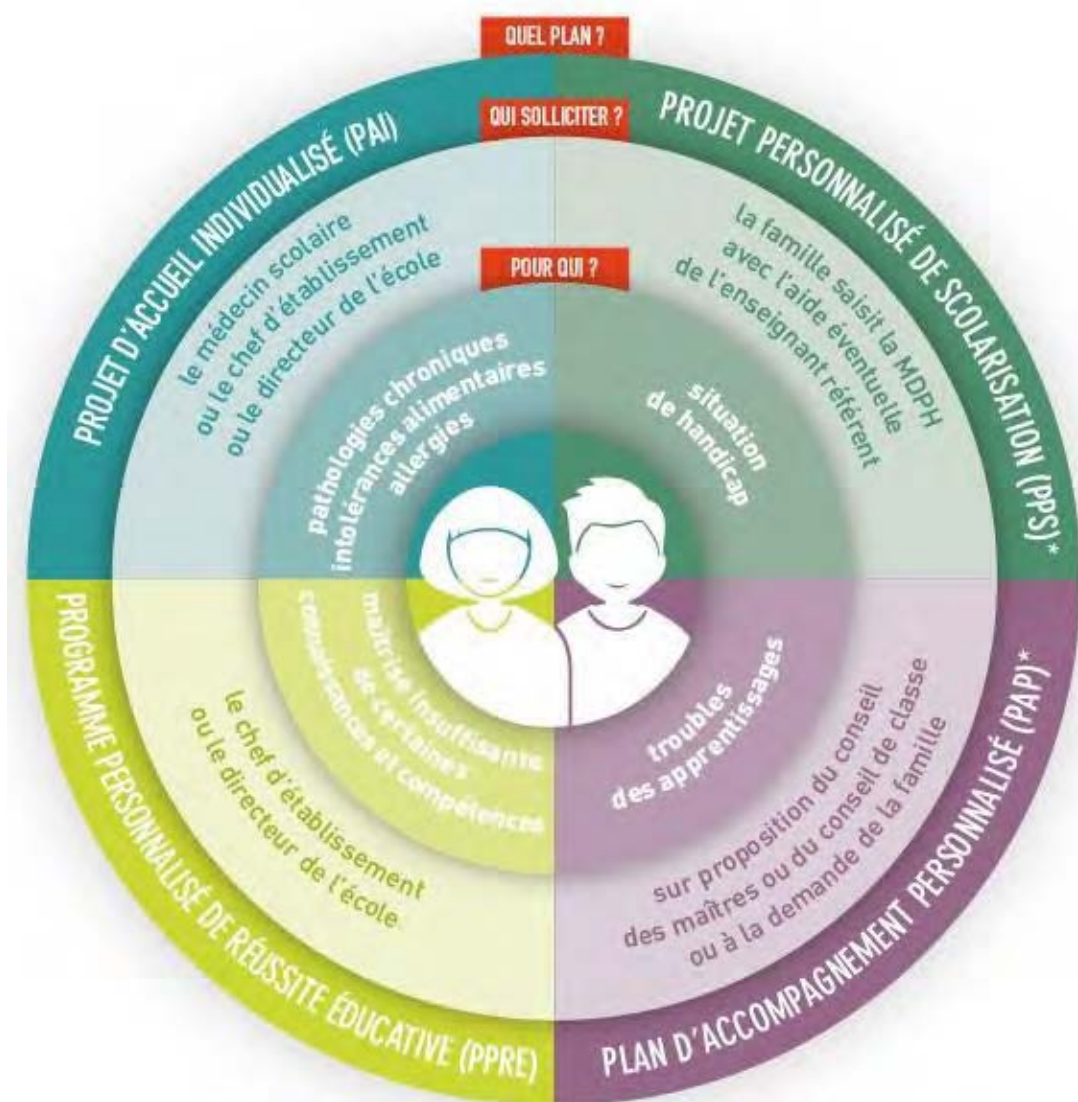 QUEL PLAN ?
QUI SOLLICITER ?
POUR QUI ?
PROJET D'ACCUEIL INDIVIDUALISÉ (PAI)
le médecin scolaire
ou le chef d'établissement
ou le directeur de l'école
pathologies chroniques
intolérances alimentaires
allergies
PROJET PERSONNALISÉ DE SCOLARISATION (PPS)*
la famille saisit la MDPH
avec l'aide éventuelle
de l'enseignant référent
situation
de handicap
PROGRAMME PERSONNALISÉ DE RÉUSSITE ÉDUCATIVE (PPRE)
le chef d'établissement
ou le directeur de l'école
maîtrise insuffisante
de certaines
connaissances et compétences
PLAN D'ACCOMPAGNEMENT PERSONNALISÉ (PAP)*
sur proposition du conseil
des maîtres ou du conseil de classe
ou à la demande de la famille
troubles
des apprentissages